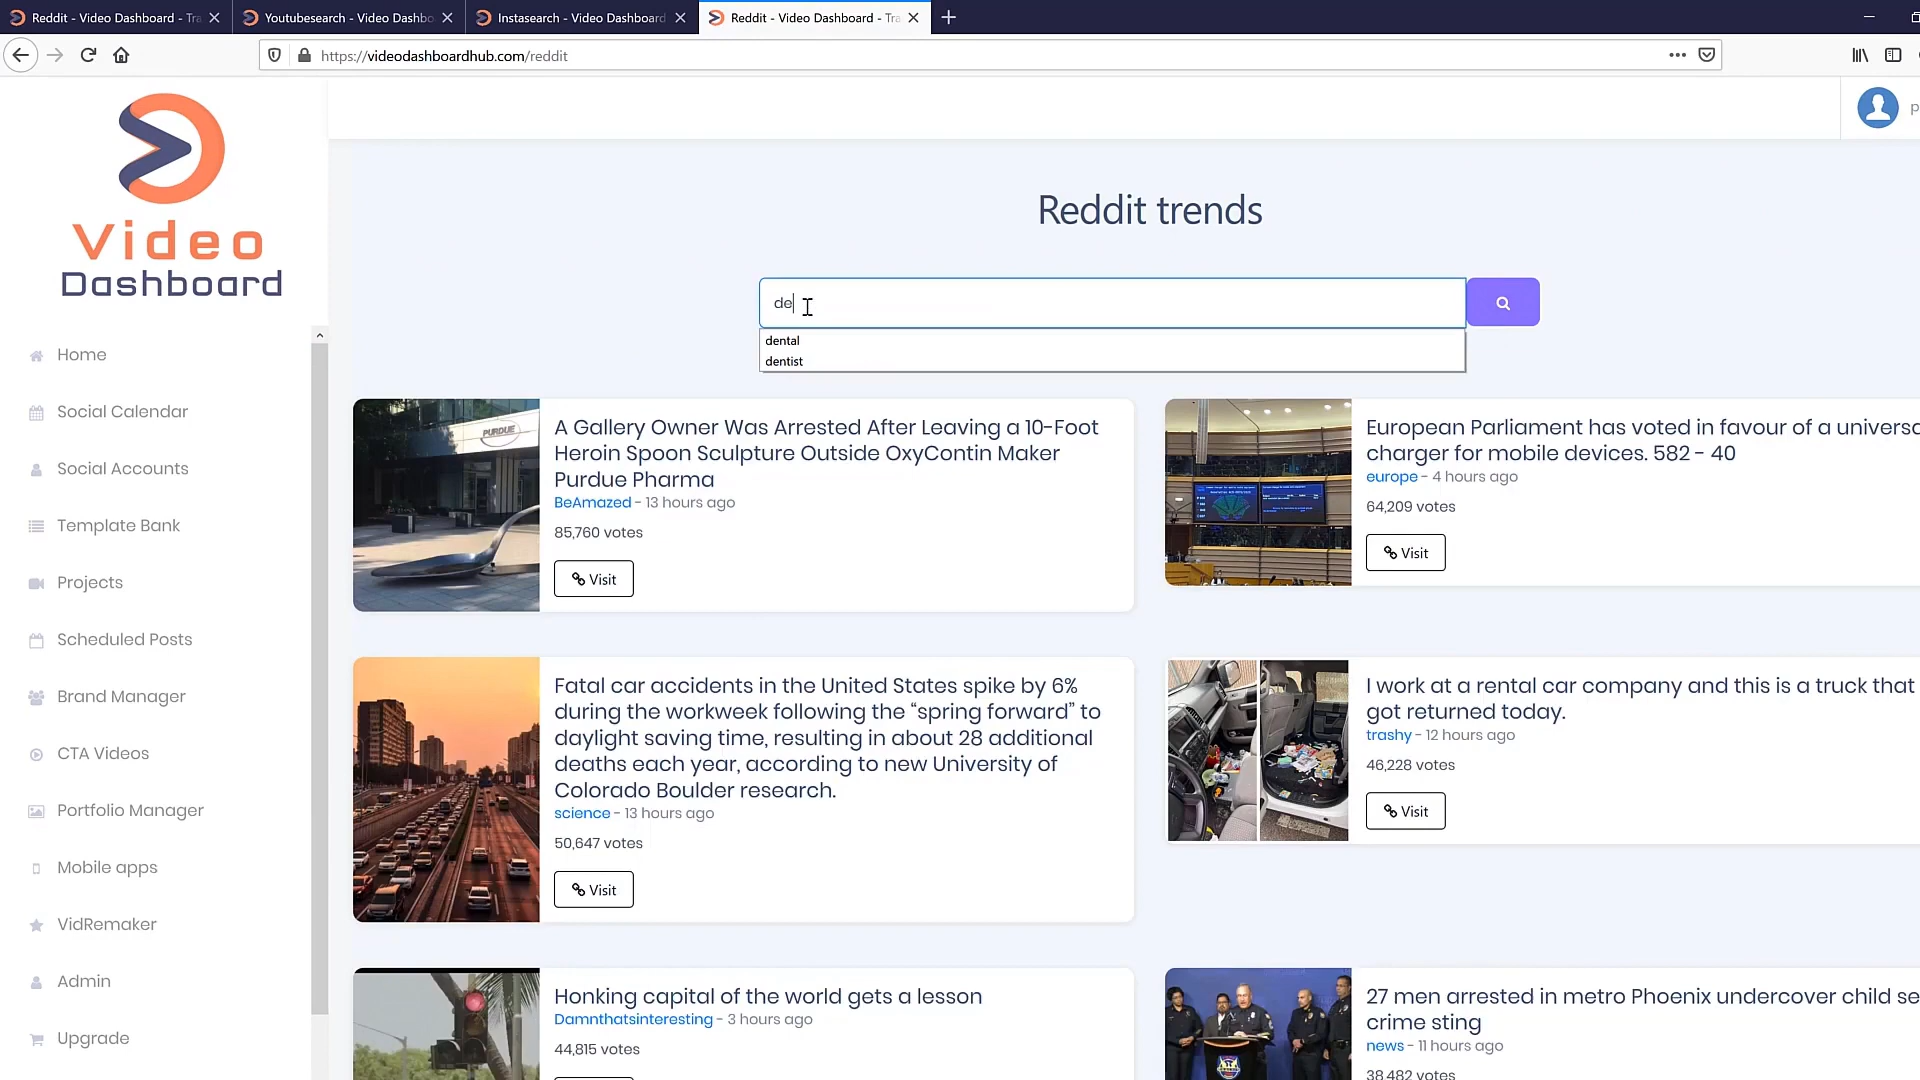 Reddit - Video Dashboard - Tra
Youtubesearch - Video Dashbo
Instasearch - Video Dashboard
Reddit - Video Dashboard - Tra
https://videodashboardhub.com/reddit
Video
Dashboard
p
Reddit trends
de
dental
dentist
Home
Social Calendar
Social Accounts
Template Bank
Projects
Scheduled Posts
Brand Manager
CTA Videos
Portfolio Manager
Mobile apps
VidRemaker
Admin
Upgrade
PURDUE
A Gallery Owner Was Arrested After Leaving a 10-Foot
Heroin Spoon Sculpture Outside OxyContin Maker
Purdue Pharma
BeAmazed - 13 hours ago
85,760 votes
Visit
European Parliament has voted in favour of a universa
charger for mobile devices. 582 - 40
europe - 4 hours ago
64,209 votes
Visit
Fatal car accidents in the United States spike by 6%
during the workweek following the “spring forward” to
daylight saving time, resulting in about 28 additional
deaths each year, according to new University of
Colorado Boulder research.
science - 13 hours ago
50,647 votes
Visit
I work at a rental car company and this is a truck that
got returned today.
trashy - 12 hours ago
46,228 votes
Visit
Honking capital of the world gets a lesson
Damnthatsinteresting - 3 hours ago
44,815 votes
27 men arrested in metro Phoenix undercover child se
crime sting
news - 11 hours ago
38,482 votes